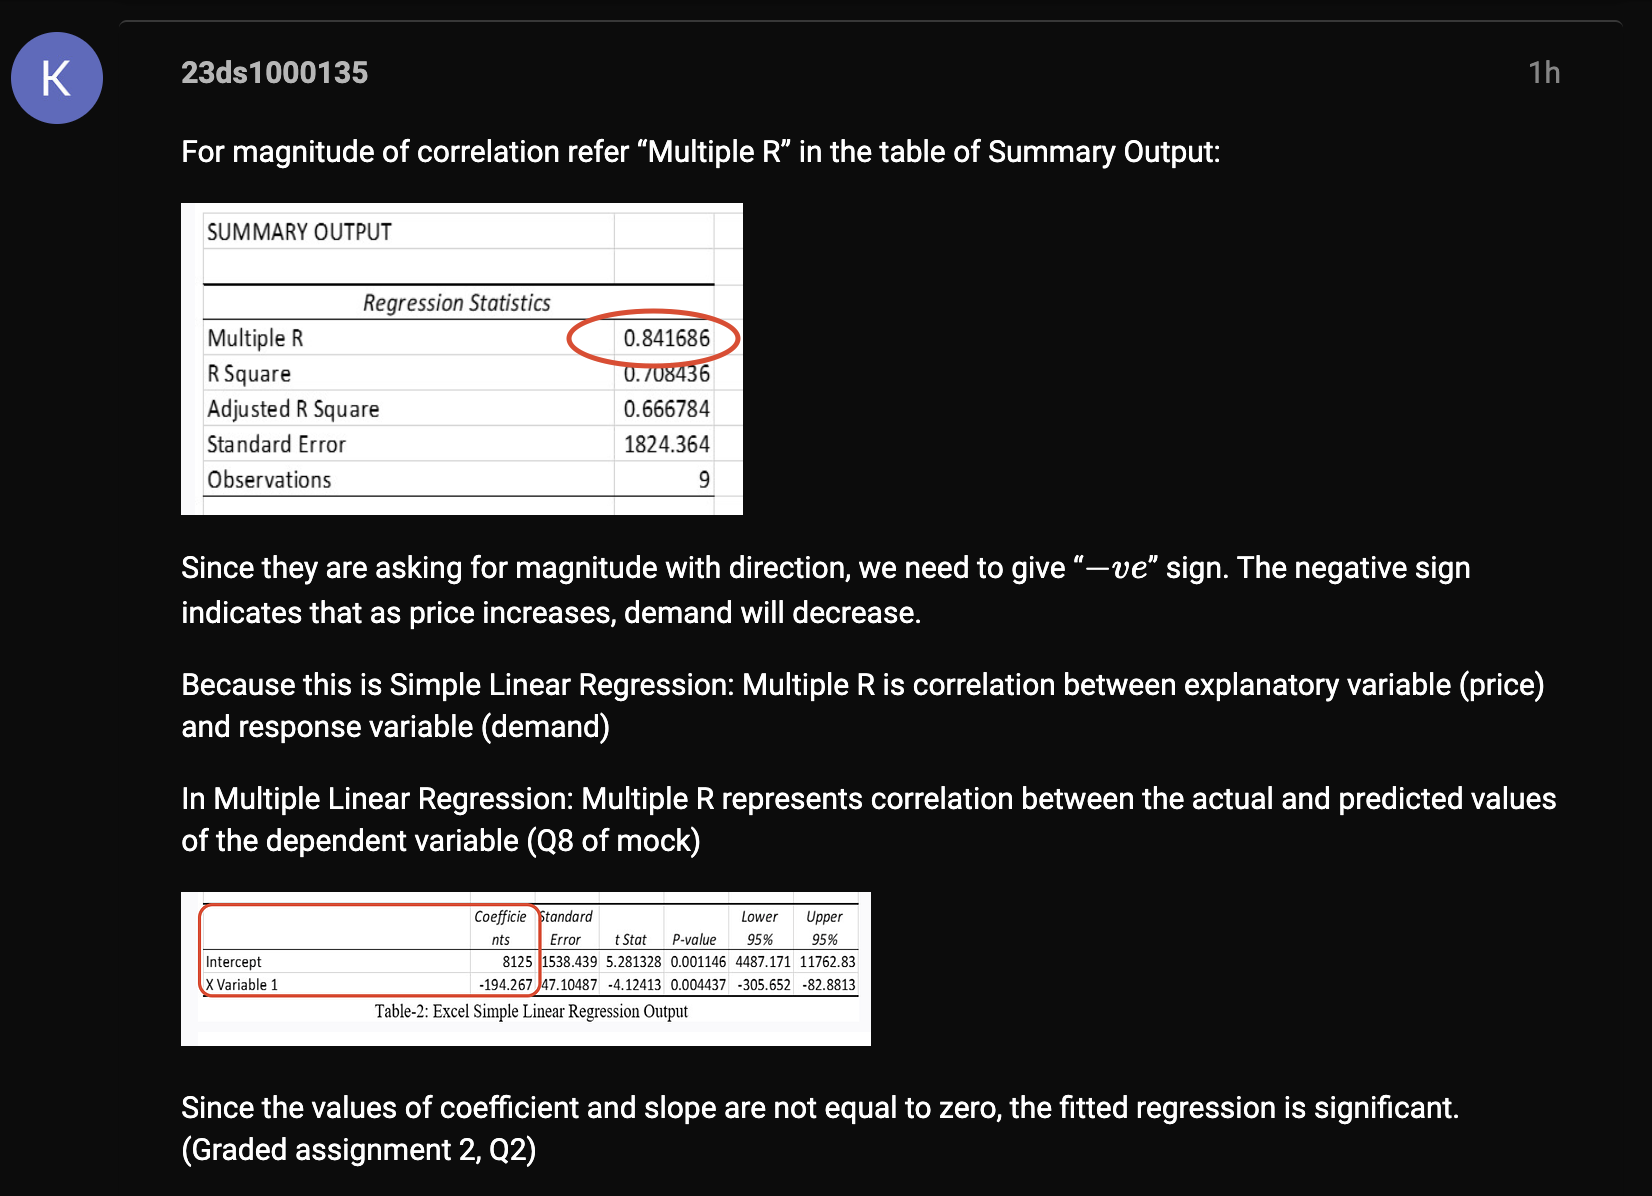 K
23ds1000135
1h
For magnitude of correlation refer “Multiple R” in the table of Summary Output:
SUMMARY OUTPUT
Regression Statistics
Multiple R 0.841686
R Square 0.708436
Adjusted R Square 0.666784
Standard Error 1824.364
Observations 9
Since they are asking for magnitude with direction, we need to give “−ve” sign. The negative sign
indicates that as price increases, demand will decrease.
Because this is Simple Linear Regression: Multiple R is correlation between explanatory variable (price)
and response variable (demand)
In Multiple Linear Regression: Multiple R represents correlation between the actual and predicted values
of the dependent variable (Q8 of mock)
Coefficie Standard Lower Upper
nts Error t Stat P-value 95% 95%
Intercept 8125 1538.439 5.281328 0.001146 4487.171 11762.83
X Variable 1 -194.267 47.10487 -4.12413 0.004437 -305.652 -82.8813
Table-2: Excel Simple Linear Regression Output
Since the values of coefficient and slope are not equal to zero, the fitted regression is significant.
(Graded assignment 2, Q2)